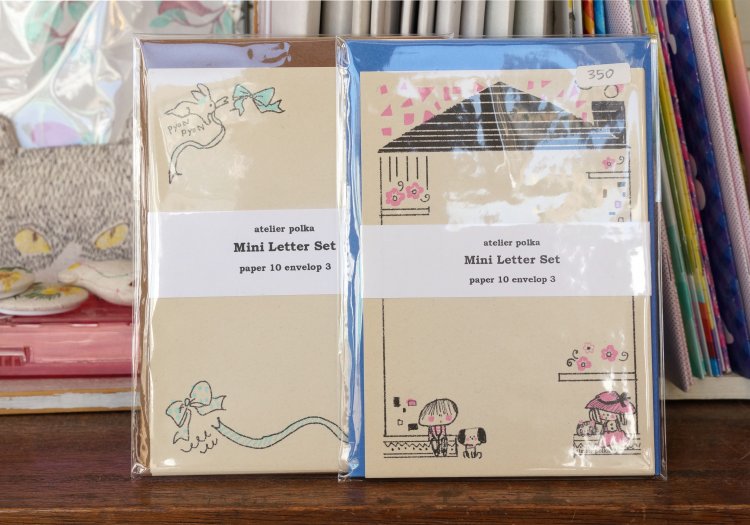 PYON
PYON
atelier polka
Mini Letter Set
paper 10 envelop 3
350
atelier polka
Mini Letter Set
paper 10 envelop 3